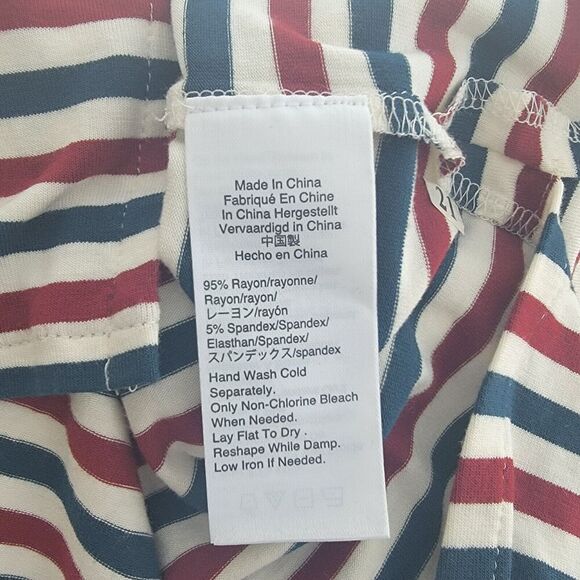 Made In China
Fabriqué En Chine
In China Hergestellt
Vervaardigd in China
中国製
Hecho en China
95% Rayon/rayonne/
Rayon/rayon/
レーヨン/rayón
5% Spandex/Spandex/
Elasthan/Spandex/
スパンデックス/spandex
Hand Wash Cold
Separately.
Only Non-Chlorine Bleach
When Needed.
Lay Flat To Dry .
Reshape While Damp.
Low Iron If Needed.